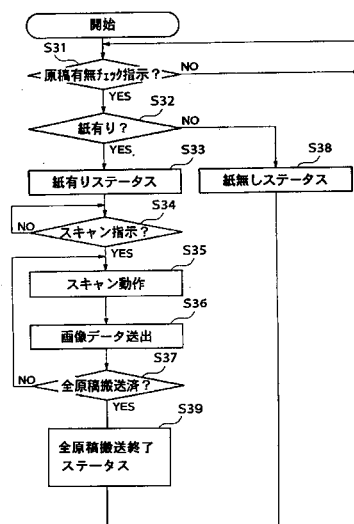 開始
S31
原稿有無チェック指示？
NO
YES
S32
紙有り？
NO
YES
S33
紙有りステータス
S38
紙無しステータス
S34
スキャン指示？
NO
YES
S35
スキャン動作
S36
画像データ送出
S37
全原稿搬送済？
NO
YES
S39
全原稿搬送終了
ステータス